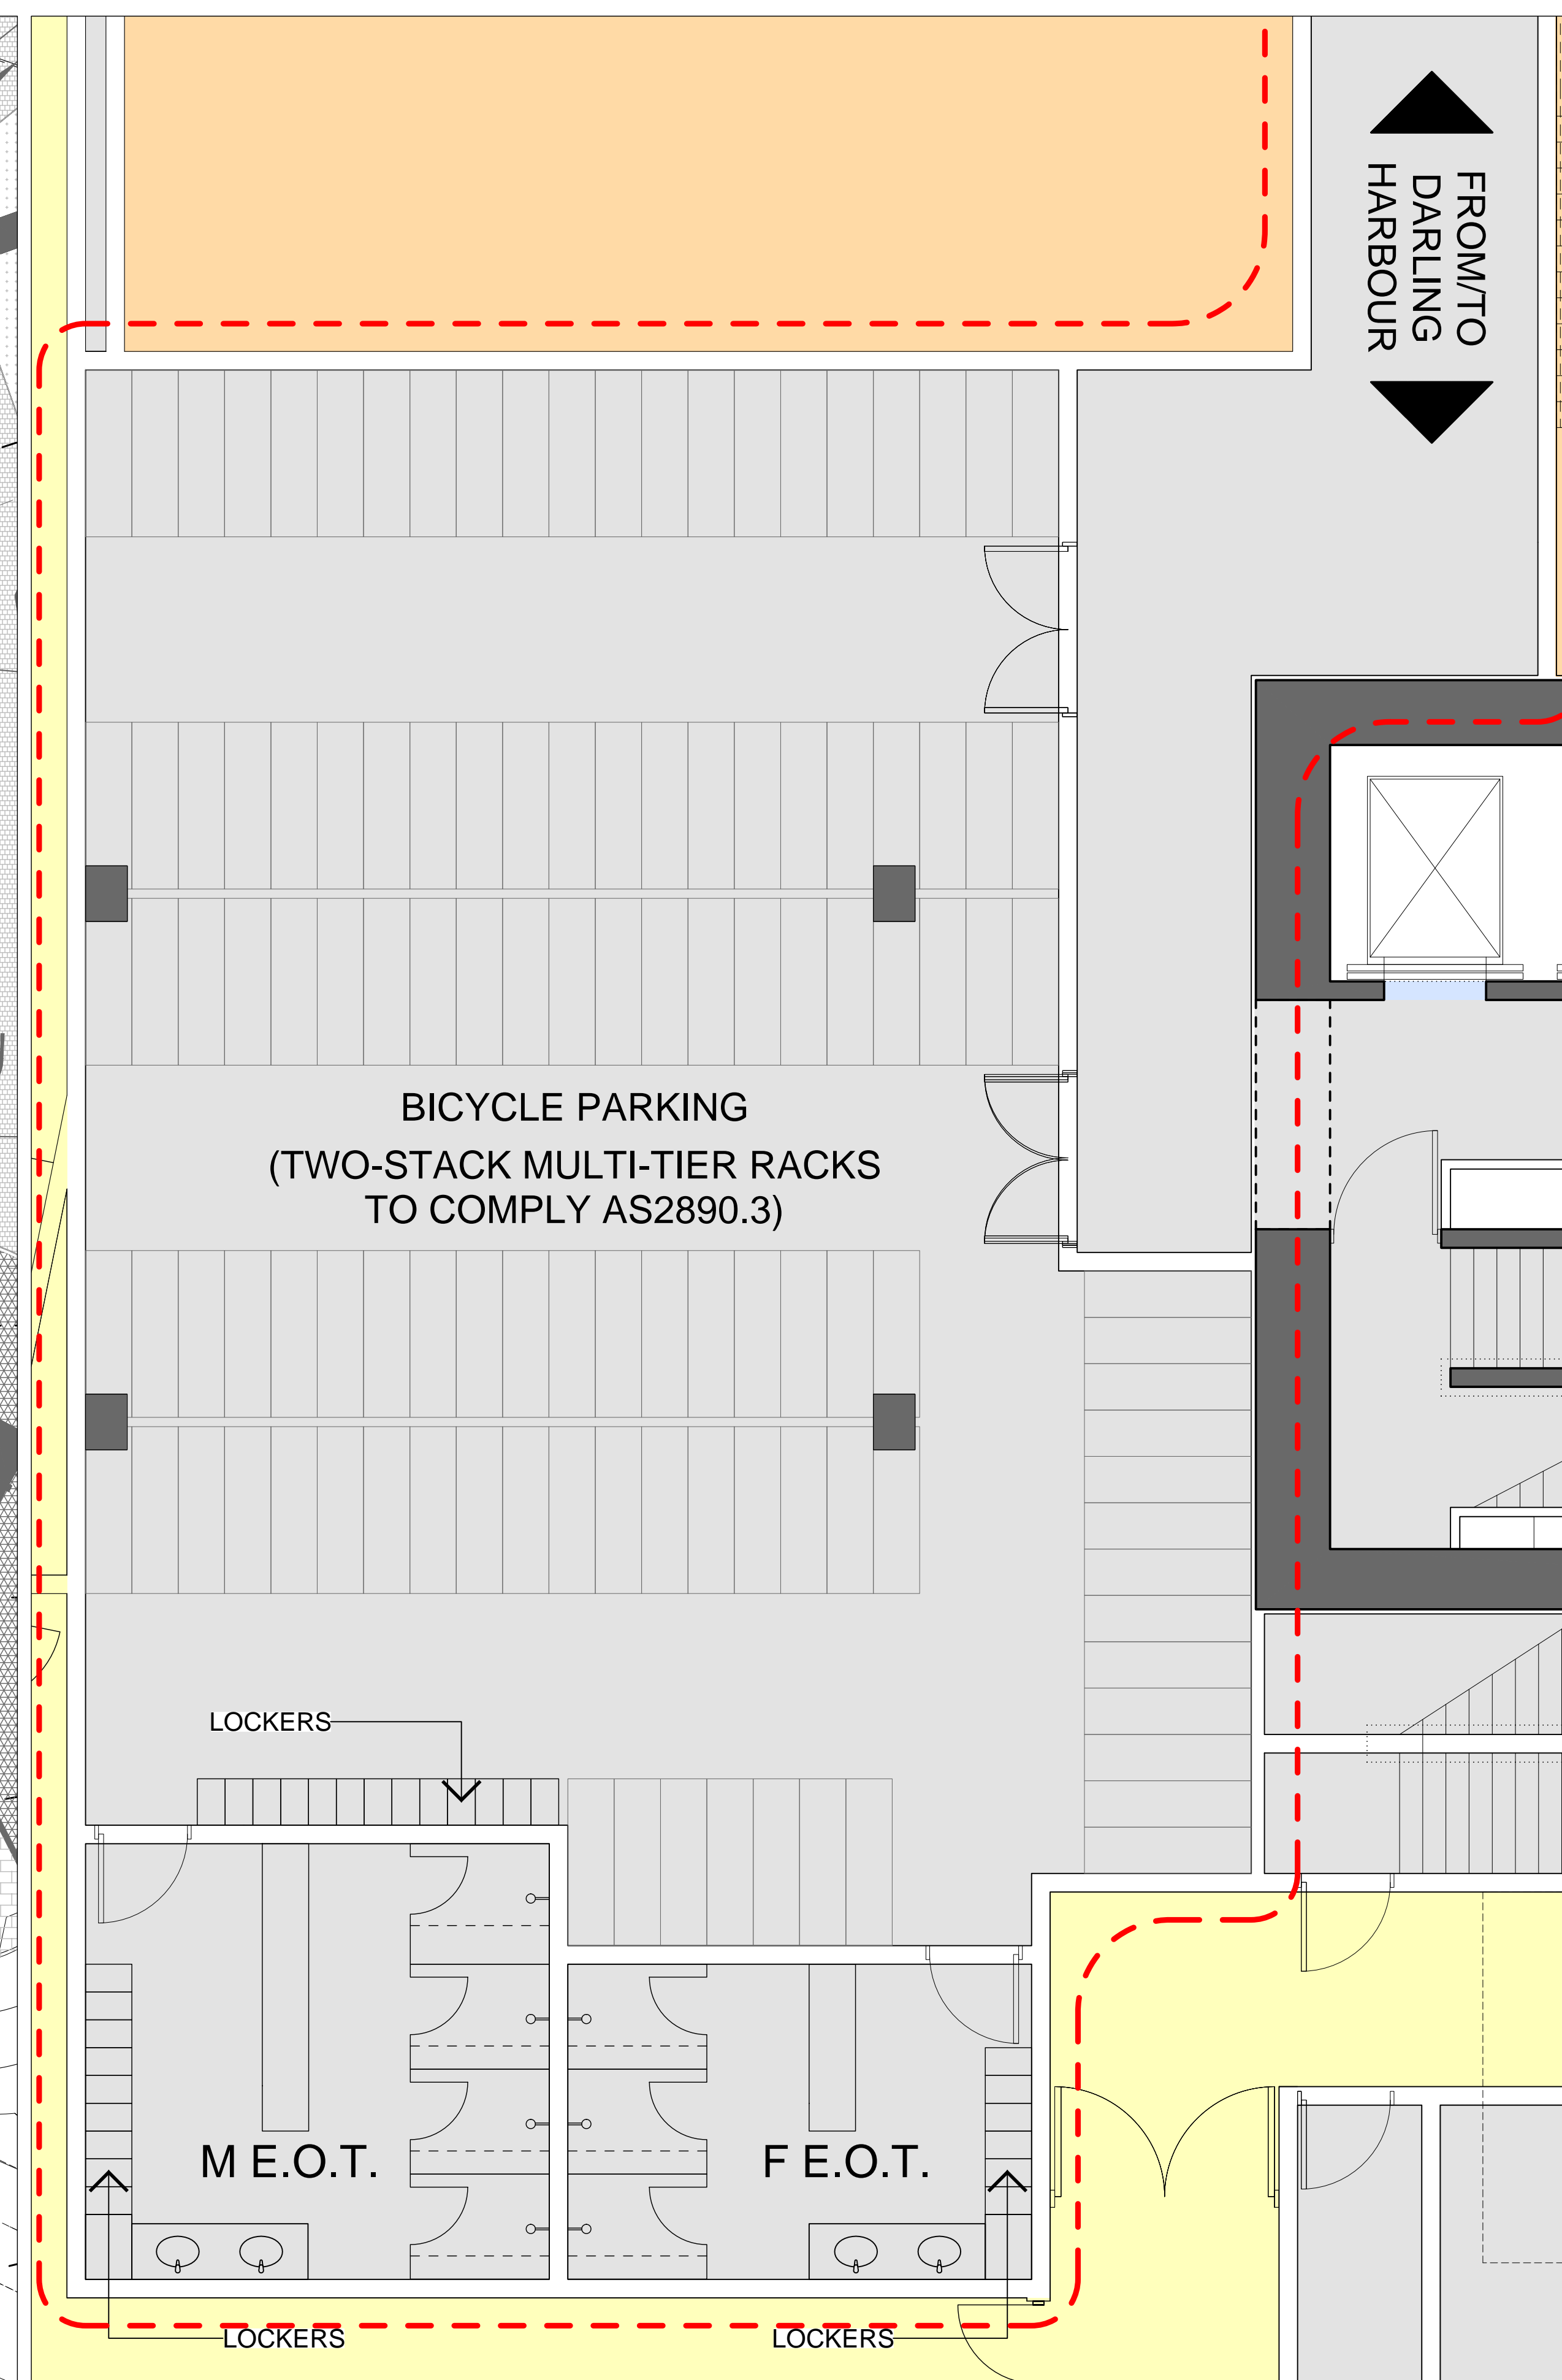 FROM/TO
DARLING
HARBOUR
BICYCLE PARKING
(TWO-STACK MULTI-TIER RACKS
TO COMPLY AS2890.3)
LOCKERS
M E.O.T.
F E.O.T.
LOCKERS
LOCKERS